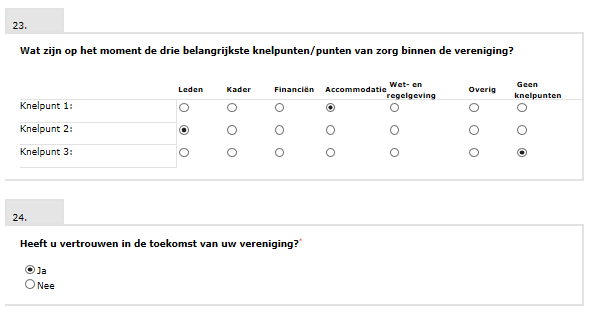 23.
Wat zijn op het moment de drie belangrijkste knelpunten/punten van zorg binnen de vereniging?
Leden Kader Financiën Accommodatie Wet- en regelgeving Overig Geen knelpunten
Knelpunt 1:
Knelpunt 2:
Knelpunt 3:
24.
Heeft u vertrouwen in de toekomst van uw vereniging?*
Ja
Nee